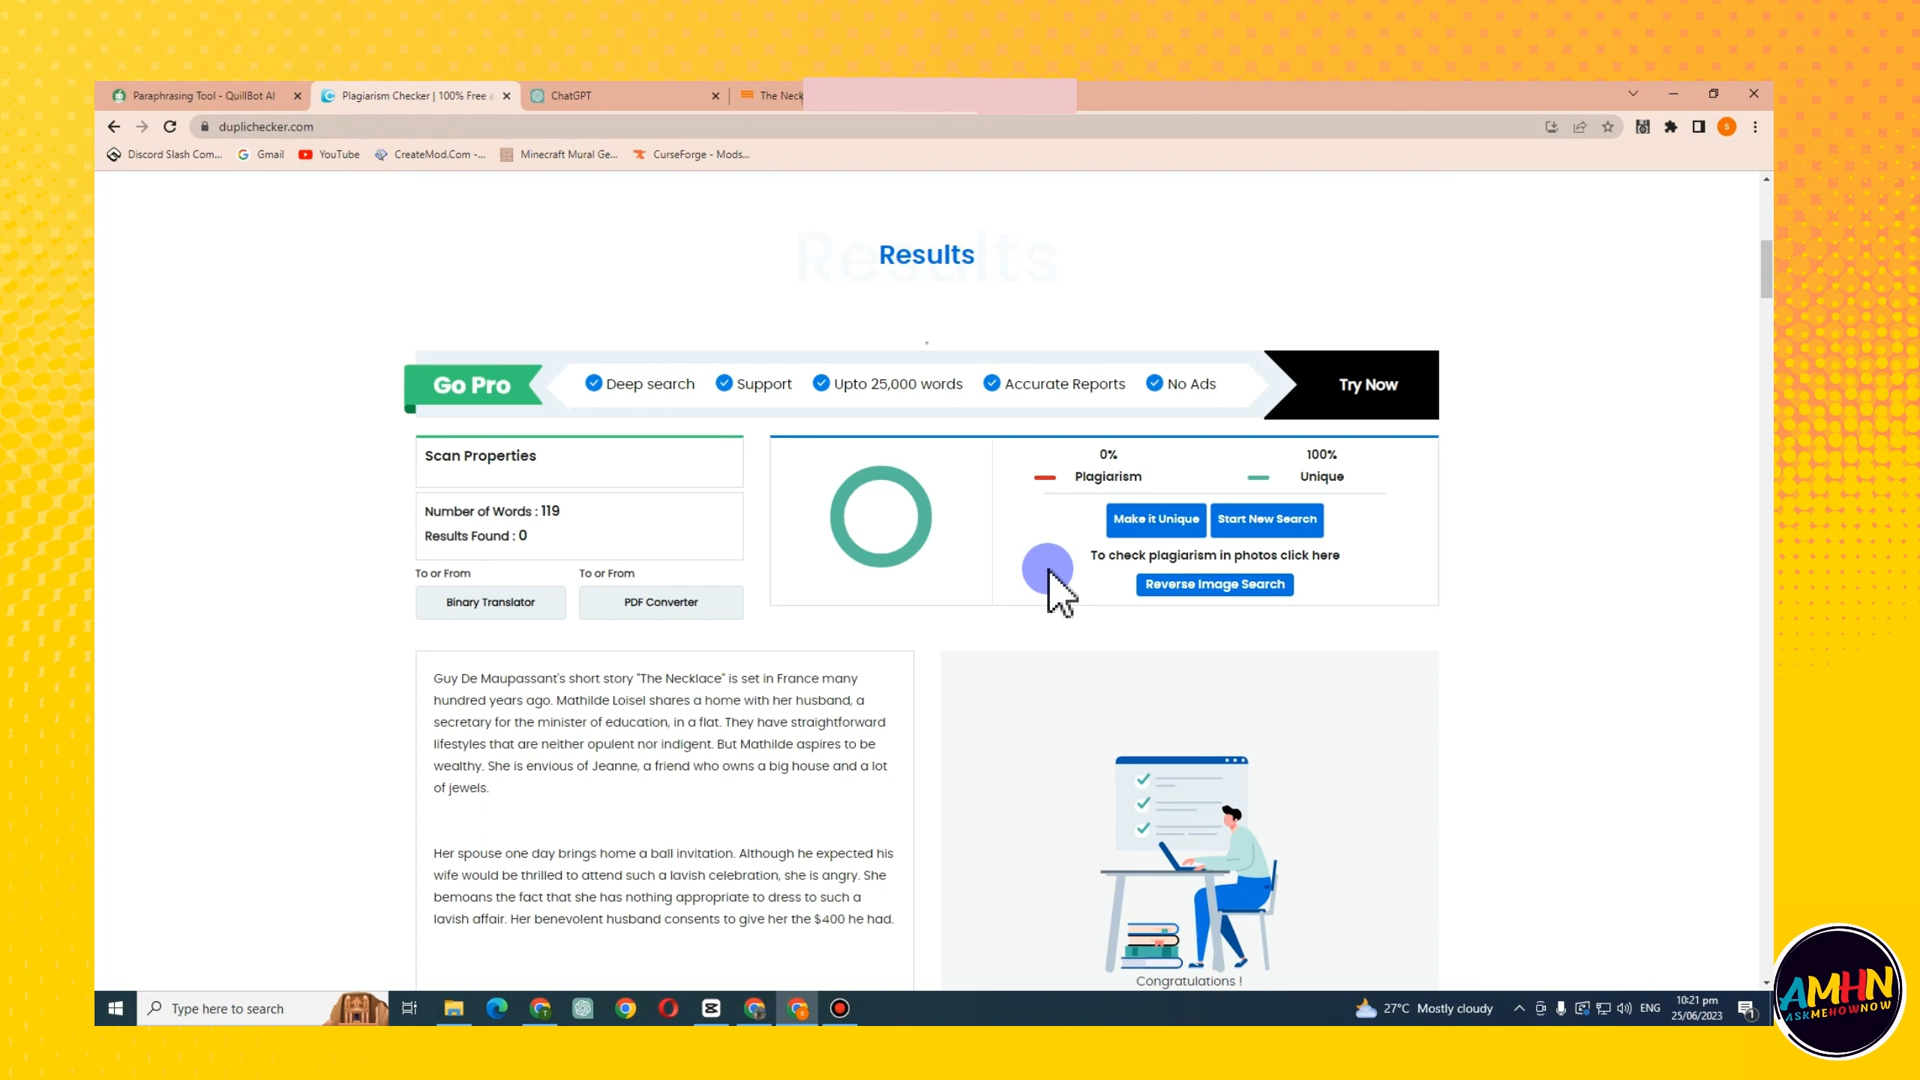 Paraphrasing Tool - QuillBot AI
Plagiarism Checker | 100% Free a
ChatGPT
The Neck
duplichecker.com
S
Discord Slash Com...
Gmail
YouTube
CreateMod.Com -...
Minecraft Mural Ge...
CurseForge - Mods...
Results
Results
Go Pro
Deep search
Support
Upto 25,000 words
Accurate Reports
No Ads
Try Now
Scan Properties
Number of Words : 119
Results Found : 0
To or From
To or From
Binary Translator
PDF Converter
0%
Plagiarism
100%
Unique
Make it Unique
Start New Search
To check plagiarism in photos click here
Reverse Image Search
Guy De Maupassant's short story "The Necklace" is set in France many
hundred years ago. Mathilde Loisel shares a home with her husband, a
secretary for the minister of education, in a flat. They have straightforward
lifestyles that are neither opulent nor indigent. But Mathilde aspires to be
wealthy. She is envious of Jeanne, a friend who owns a big house and a lot
of jewels.
Her spouse one day brings home a ball invitation. Although he expected his
wife would be thrilled to attend such a lavish celebration, she is angry. She
bemoans the fact that she has nothing appropriate to dress to such a
lavish affair. Her benevolent husband consents to give her the $400 he had.
Congratulations !
Type here to search
27°C Mostly cloudy
ENG
10:21 pm
25/06/2023
1
AMHN
ASKMEHOWNOW